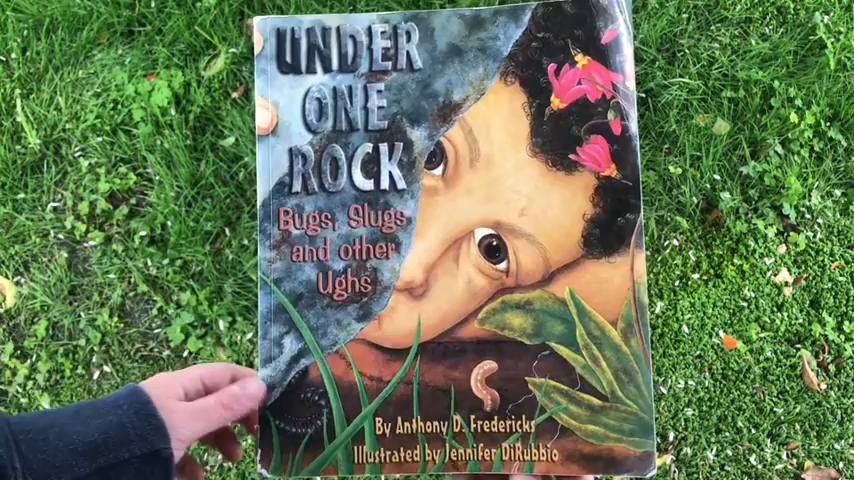 UNDER
ONE
ROCK
Bugs, Slugs
and other
Ughs
By Anthony D. Fredericks
Illustrated by Jennifer DiRubbio